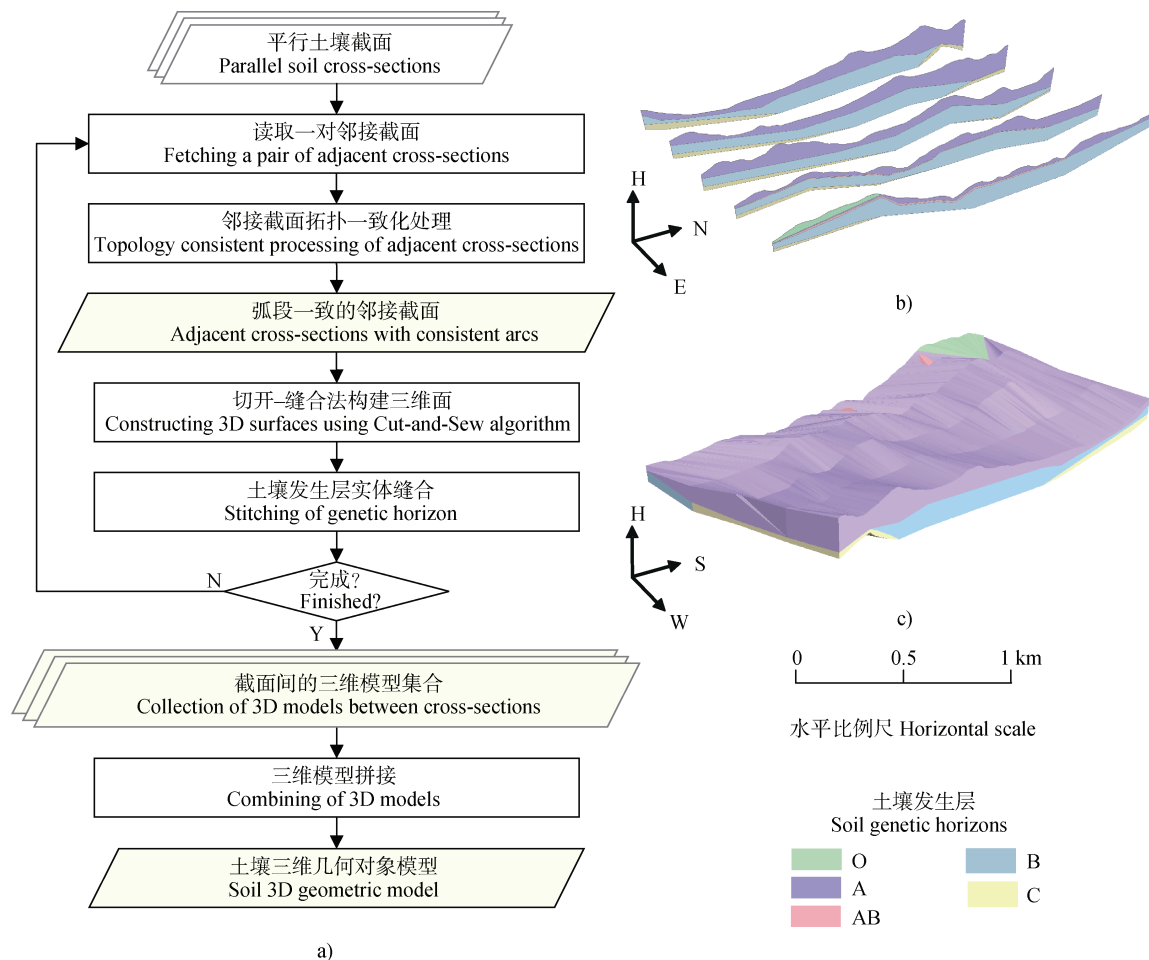 平行土壤截面
Parallel soil cross-sections
读取一对邻接截面
Fetching a pair of adjacent cross-sections
邻接截面拓扑一致化处理
Topology consistent processing of adjacent cross-sections
弧段一致的邻接截面
Adjacent cross-sections with consistent arcs
切开–缝合法构建三维面
Constructing 3D surfaces using Cut-and-Sew algorithm
土壤发生层实体缝合
Stitching of genetic horizon
完成?
Finished?
N
Y
截面间的三维模型集合
Collection of 3D models between cross-sections
三维模型拼接
Combining of 3D models
土壤三维几何对象模型
Soil 3D geometric model
a)
H
N
E
b)
H
S
W
c)
0 0.5 1 km
水平比例尺 Horizontal scale
土壤发生层
Soil genetic horizons
O B
A C
AB